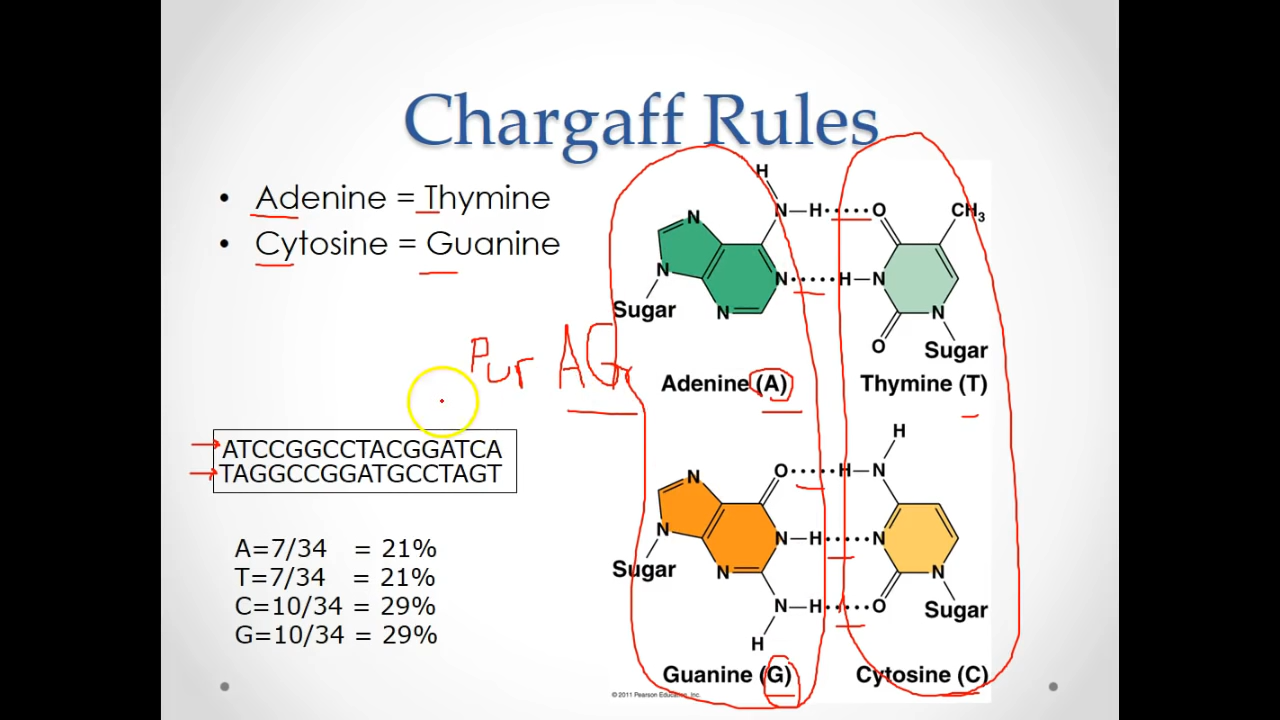 Chargaff Rules
• Adenine = Thymine
• Cytosine = Guanine
Pur AG
ATCCGGCCTACGGATCA
TAGGCCGGATGCCTAGT
A=7/34 = 21%
T=7/34 = 21%
C=10/34 = 29%
G=10/34 = 29%
H
N H O CH3
N
N H N
N
Sugar
N
O
N
Sugar
Adenine (A)
Thymine (T)
H
O H N
N
N
N H N
Sugar
N
N
N H O
Sugar
H
Guanine (G)
Cytosine (C)
© 2011 Pearson Education, Inc.